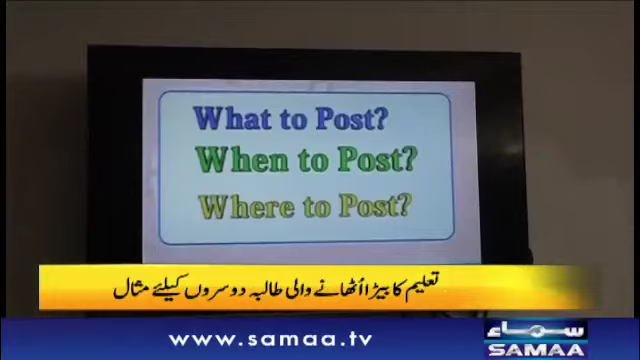 What to Post?
When to Post?
Where to Post?
تعلیم کا بیڑا اُٹھانے والی طالبہ دوسروں کیلئے مثال
www.samaa.tv
سماء
SAMAA